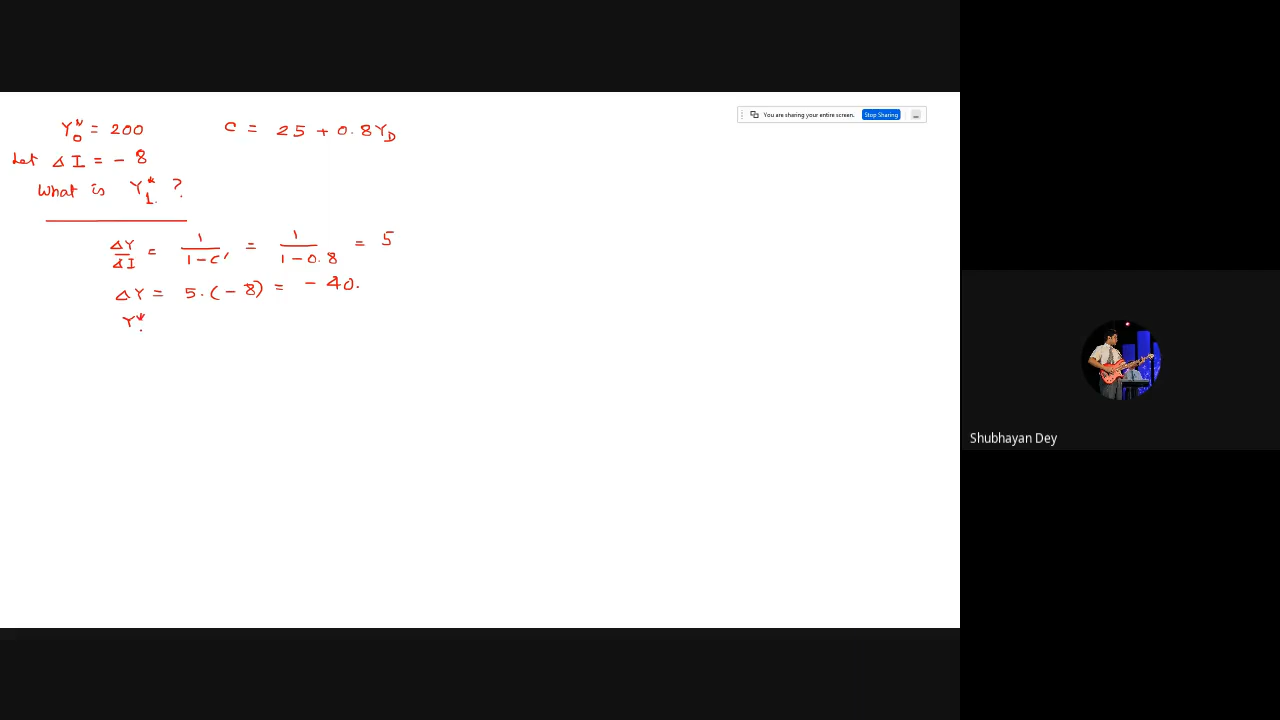 Y₀* = 200 C = 25 + 0.8Y_D
Let Δ I = - 8
What is Y₁* ?
ΔY/ΔI = 1/(1-c') = 1/(1-0.8) = 5
ΔY = 5.(-8) = - 40.
Y*
You are sharing your entire screen. Stop Sharing
Shubhayan Dey